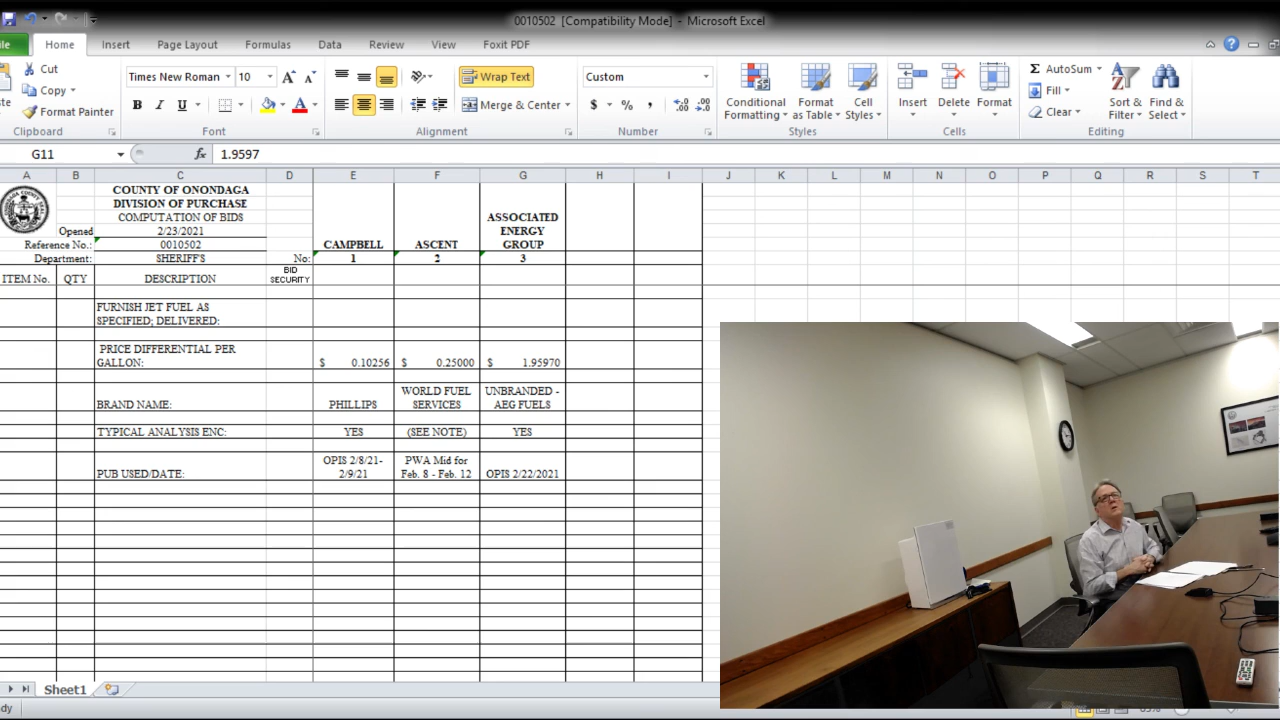 0010502 [Compatibility Mode] - Microsoft Excel
Home Insert Page Layout Formulas Data Review View Foxit PDF
Cut
Copy
Format Painter
Clipboard
Times New Roman 10
B I U
Font
Wrap Text
Merge & Center
Alignment
Custom
$ % ,
Number
Conditional Formatting
Format as Table
Cell Styles
Styles
Insert Delete Format
Cells
AutoSum
Fill
Clear
Sort & Filter
Find & Select
Editing
G11 fx 1.9597
A B C D E F G H I J K L M N O P Q R S T
COUNTY OF ONONDAGA
DIVISION OF PURCHASE
COMPUTATION OF BIDS
Opened 2/23/2021
Reference No.: 0010502
Department: SHERIFF'S No:
CAMPBELL ASCENT ASSOCIATED ENERGY GROUP
1 2 3
ITEM No. QTY DESCRIPTION BID SECURITY
FURNISH JET FUEL AS
SPECIFIED; DELIVERED:
PRICE DIFFERENTIAL PER
GALLON: $ 0.10256 $ 0.25000 $ 1.95970
BRAND NAME: PHILLIPS WORLD FUEL SERVICES UNBRANDED - AEG FUELS
TYPICAL ANALYSIS ENC: YES (SEE NOTE) YES
PUB USED/DATE: OPIS 2/8/21-2/9/21 PWA Mid for Feb. 8 - Feb. 12 OPIS 2/22/2021
Sheet1